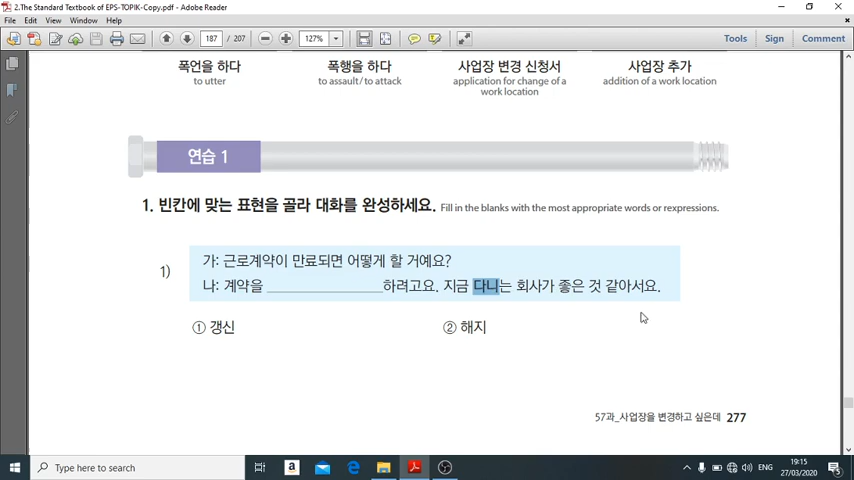 2.The Standard Textbook of EPS-TOPIK-Copy.pdf - Adobe Reader
File Edit View Window Help
187 / 207 127% Tools Sign Comment
폭언을 하다 폭행을 하다 사업장 변경 신청서 사업장 추가
to utter to assault/to attack application for change of a work location addition of a work location
연습 1
1. 빈칸에 맞는 표현을 골라 대화를 완성하세요. Fill in the blanks with the most appropriate words or rexpressions.
1)
가: 근로계약이 만료되면 어떻게 할 거예요?
나: 계약을 ________________ 하려고요. 지금 다니는 회사가 좋은 것 같아서요.
① 갱신 ② 해지
57과_사업장을 변경하고 싶은데 277
Type here to search
a
ENG
19:15
27/03/2020
5